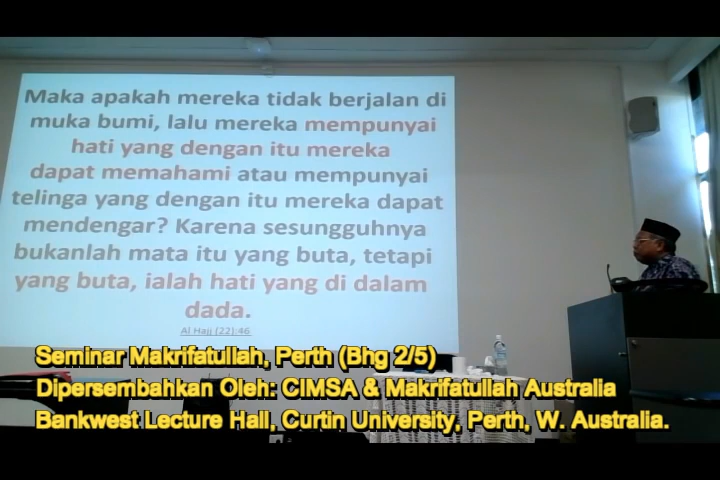 Maka apakah mereka tidak berjalan di
muka bumi, lalu mereka mempunyai
hati yang dengan itu mereka
dapat memahami atau mempunyai
telinga yang dengan itu mereka dapat
mendengar? Karena sesungguhnya
bukanlah mata itu yang buta, tetapi
yang buta, ialah hati yang di dalam
dada.
Al Hajj (22):46
Seminar Makrifatullah, Perth (Bhg 2/5)
Dipersembahkan Oleh: CIMSA & Makrifatullah Australia
Bankwest Lecture Hall, Curtin University, Perth, W. Australia.